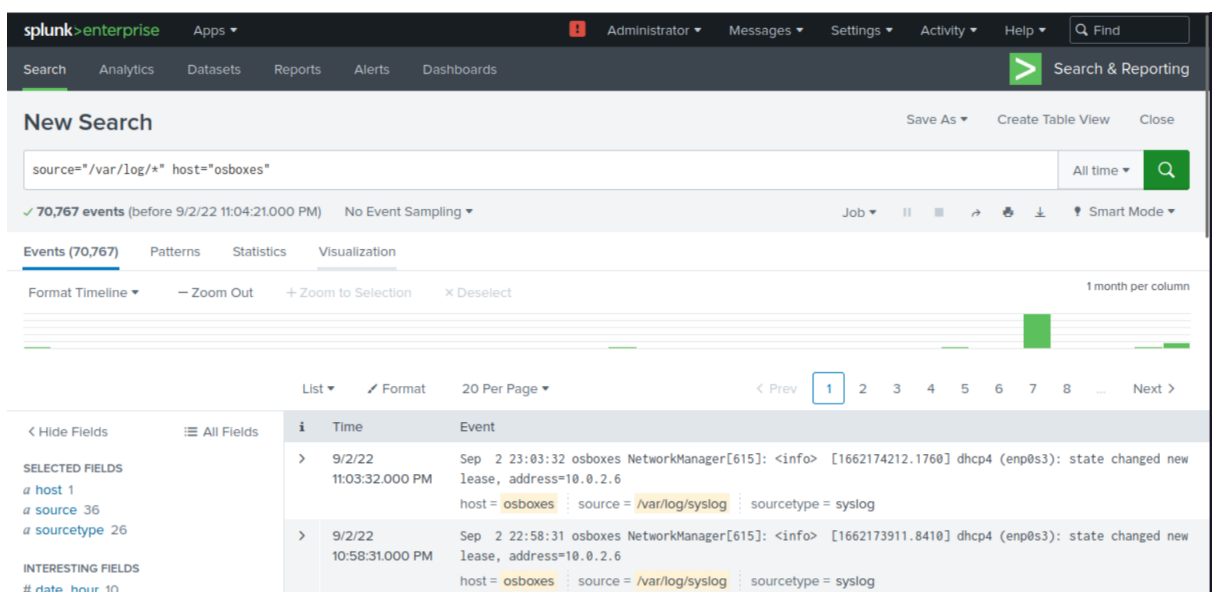 splunk>enterprise Apps ! Administrator Messages Settings Activity Help Find
Search Analytics Datasets Reports Alerts Dashboards > Search & Reporting
New Search Save As Create Table View Close
source="/var/log/*" host="osboxes" All time
70,767 events (before 9/2/22 11:04:21.000 PM) No Event Sampling Job Smart Mode
Events (70,767) Patterns Statistics Visualization
Format Timeline — Zoom Out + Zoom to Selection × Deselect 1 month per column
List Format 20 Per Page < Prev 1 2 3 4 5 6 7 8 ... Next >
< Hide Fields All Fields i Time Event
SELECTED FIELDS
a host 1
a source 36
a sourcetype 26
INTERESTING FIELDS
# date_hour 10
> 9/2/22 Sep 2 23:03:32 osboxes NetworkManager[615]: <info> [1662174212.1760] dhcp4 (enp0s3): state changed new
11:03:32.000 PM lease, address=10.0.2.6
host = osboxes source = /var/log/syslog sourcetype = syslog
> 9/2/22 Sep 2 22:58:31 osboxes NetworkManager[615]: <info> [1662173911.8410] dhcp4 (enp0s3): state changed new
10:58:31.000 PM lease, address=10.0.2.6
host = osboxes source = /var/log/syslog sourcetype = syslog